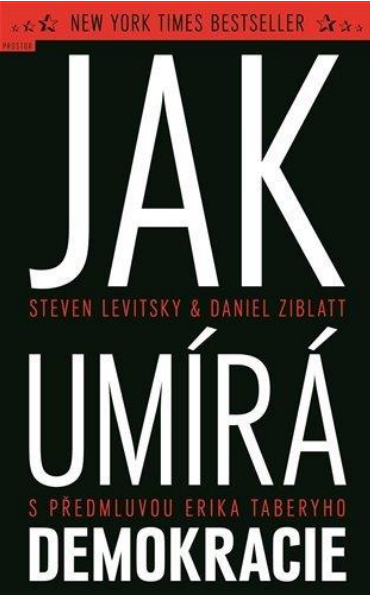 NEW YORK TIMES BESTSELLER
PROSTOR
JAK
STEVEN LEVITSKY & DANIEL ZIBLATT
UMÍRÁ
S PŘEDMLUVOU ERIKA TABERYHO
DEMOKRACIE